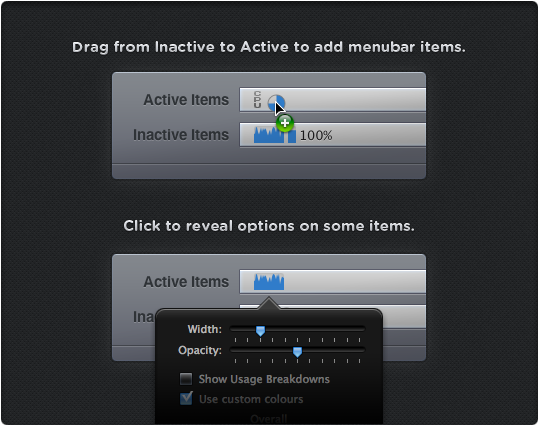 Drag from Inactive to Active to add menubar items.
Active Items CPU
Inactive Items 100%
Click to reveal options on some items.
Active Items
Inac
Width:
Opacity:
Show Usage Breakdowns
Use custom colours
Overall